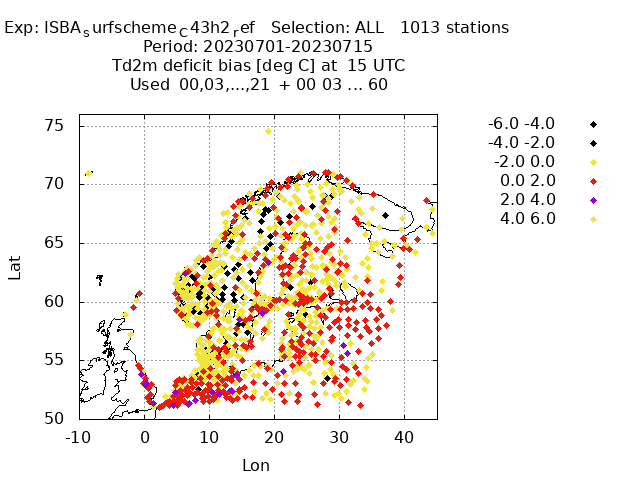 Exp: ISBAsurfschemeC43h2ref   Selection: ALL   1013 stations
Period: 20230701-20230715
Td2m deficit bias [deg C] at  15 UTC
Used  00,03,...,21  + 00 03 ... 60
-6.0 -4.0
-4.0 -2.0
-2.0 0.0
0.0 2.0
2.0 4.0
4.0 6.0
75
70
65
60
55
50
Lat
-10 0 10 20 30 40
Lon